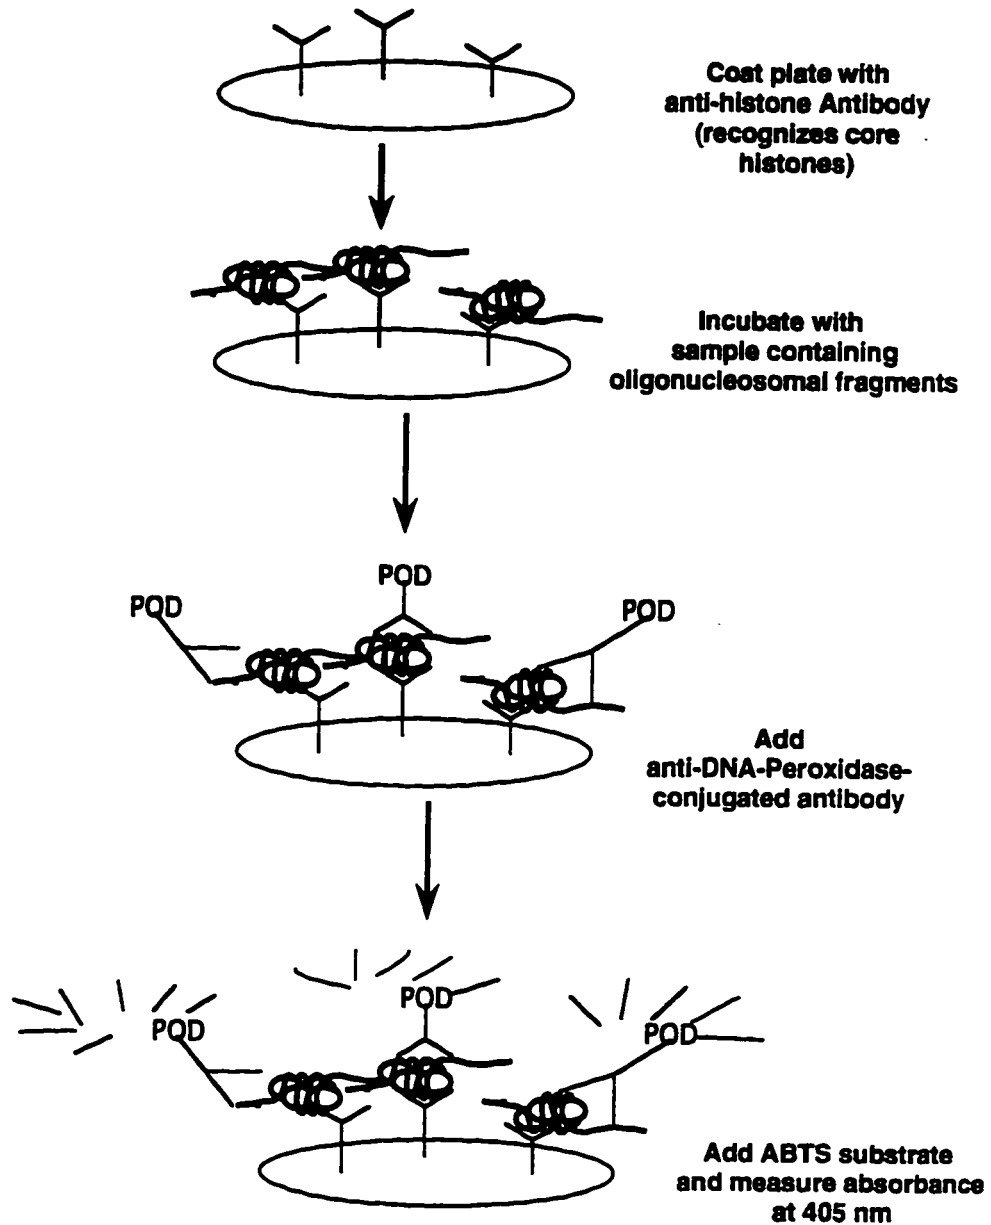 Coat plate with
anti-histone Antibody
(recognizes core
histones)
Incubate with
sample containing
oligonucleosomal fragments
POD
POD
POD
Add
anti-DNA-Peroxidase-
conjugated antibody
POD
POD
POD
Add ABTS substrate
and measure absorbance
at 405 nm